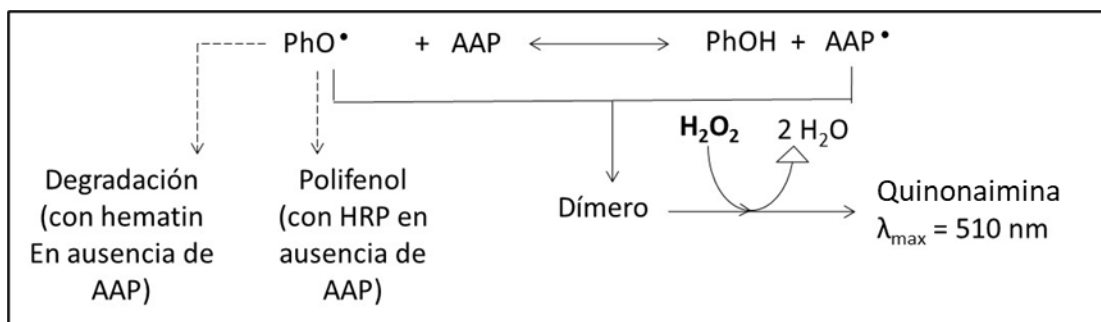 PhO• + AAP PhOH + AAP•
H₂O₂ 2 H₂O
Degradación
(con hematin
En ausencia de
AAP)
Polifenol
(con HRP en
ausencia de
AAP)
Dímero
Quinonaimina
λmax = 510 nm